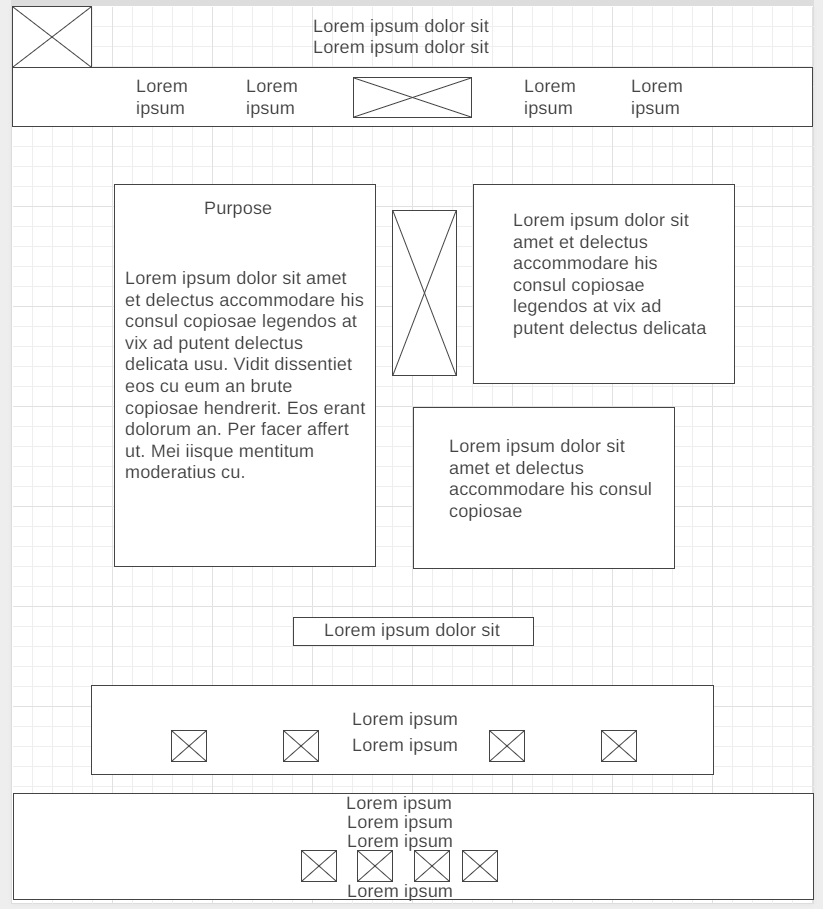 Lorem ipsum dolor sit
Lorem ipsum dolor sit
Lorem
ipsum
Lorem
ipsum
Lorem
ipsum
Lorem
ipsum
Purpose
Lorem ipsum dolor sit amet
et delectus accommodare his
consul copiosae legendos at
vix ad putent delectus
delicata usu. Vidit dissentiet
eos cu eum an brute
copiosae hendrerit. Eos erant
dolorum an. Per facer affert
ut. Mei iisque mentitum
moderatius cu.
Lorem ipsum dolor sit
amet et delectus
accommodare his
consul copiosae
legendos at vix ad
putent delectus delicata
Lorem ipsum dolor sit
amet et delectus
accommodare his consul
copiosae
Lorem ipsum dolor sit
Lorem ipsum
Lorem ipsum
Lorem ipsum
Lorem ipsum
Lorem ipsum
Lorem ipsum